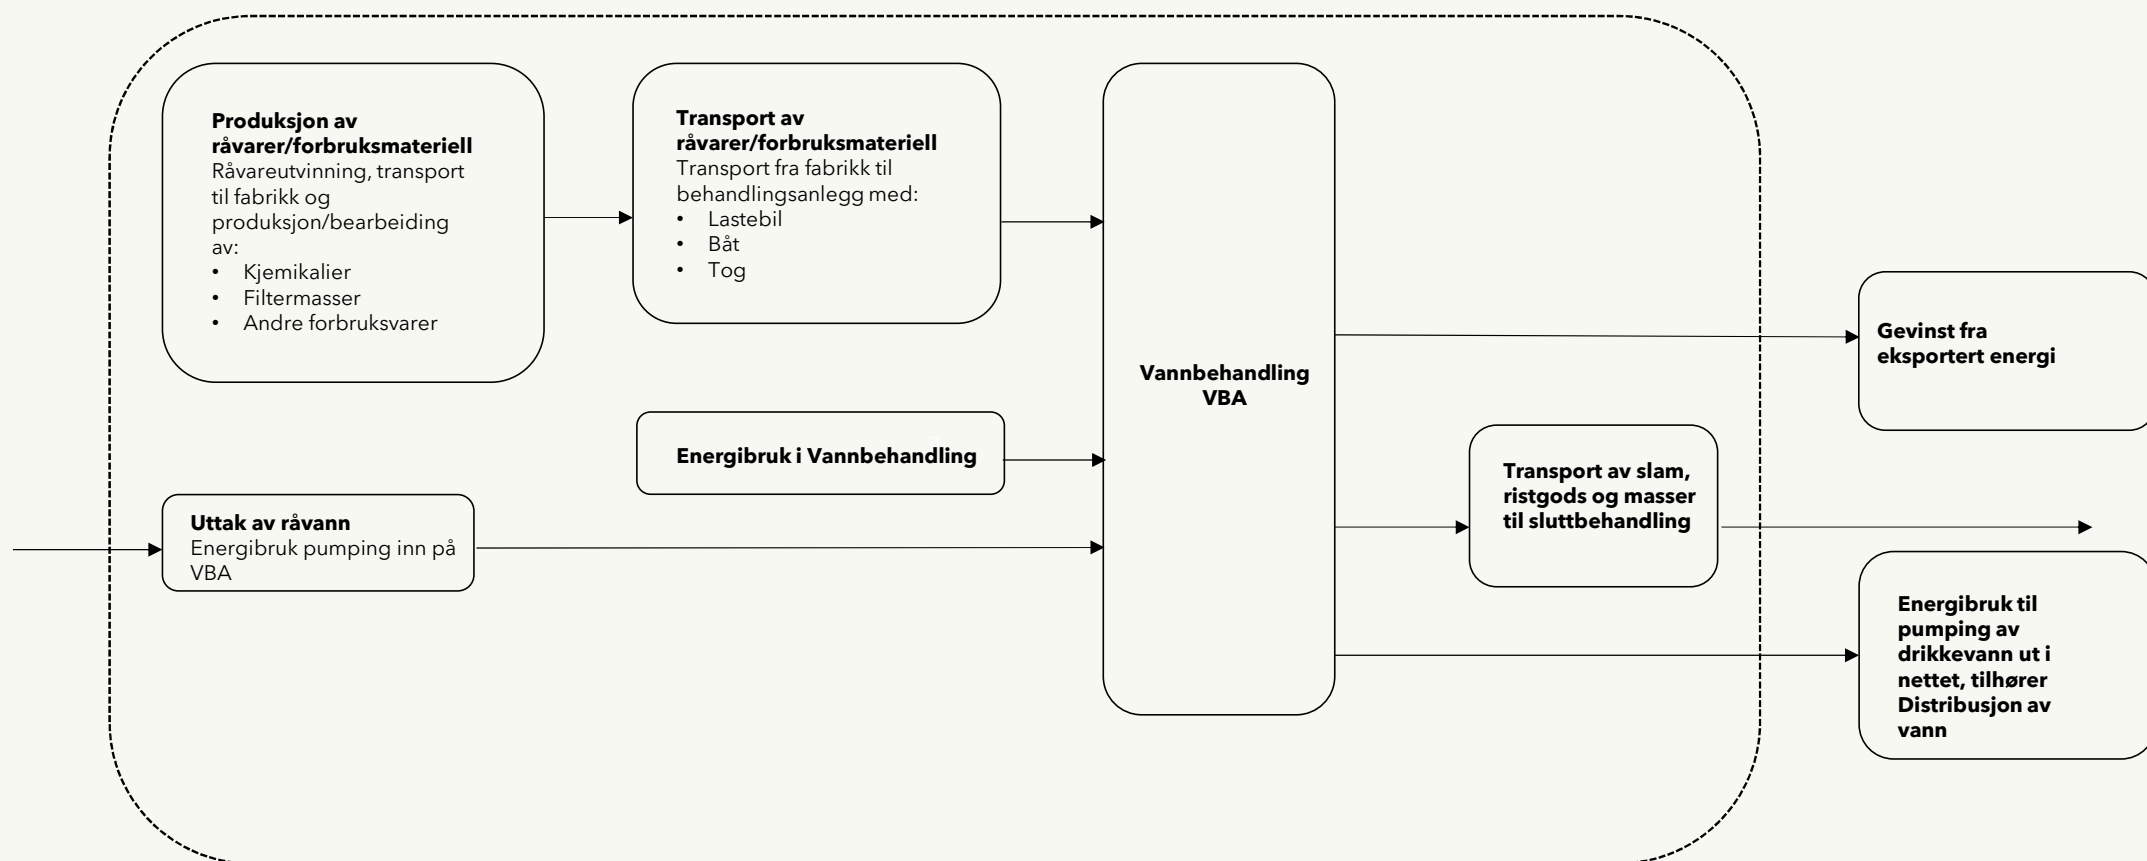 Produksjon av
råvarer/forbruksmateriell
Råvareutvinning, transport
til fabrikk og
produksjon/bearbeiding
av:
• Kjemikalier
• Filtermasser
• Andre forbruksvarer
Transport av
råvarer/forbruksmateriell
Transport fra fabrikk til
behandlingsanlegg med:
• Lastebil
• Båt
• Tog
Vannbehandling
VBA
Gevinst fra
eksportert energi
Energibruk i Vannbehandling
Transport av slam,
ristgods og masser
til sluttbehandling
Uttak av råvann
Energibruk pumping inn på
VBA
Energibruk til
pumping av
drikkevann ut i
nettet, tilhører
Distribusjon av
vann